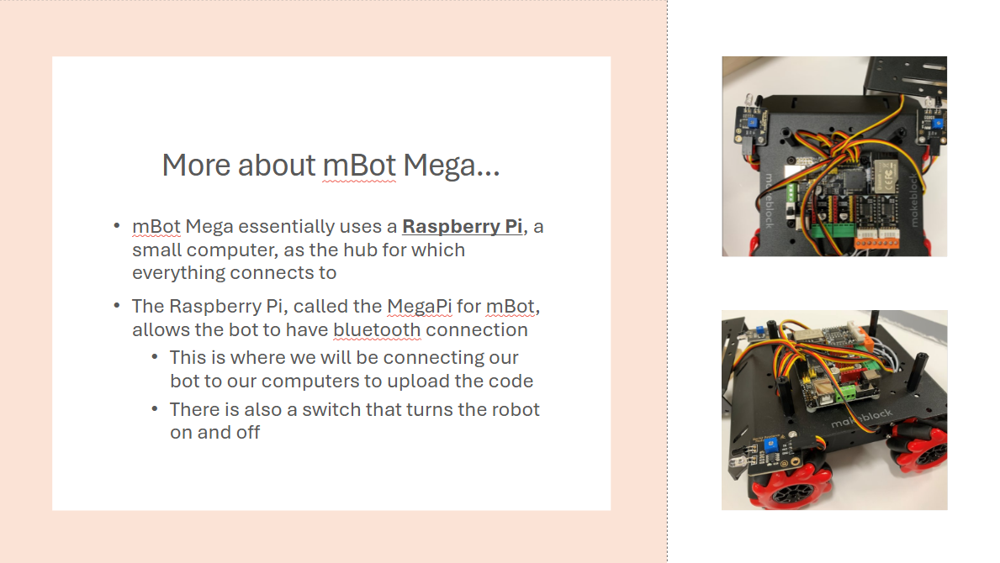 More about mBot Mega...
• mBot Mega essentially uses a Raspberry Pi, a
small computer, as the hub for which
everything connects to
• The Raspberry Pi, called the MegaPi for mBot,
allows the bot to have bluetooth connection
• This is where we will be connecting our
bot to our computers to upload the code
• There is also a switch that turns the robot
on and off
makeblock
makeblock
makeblock